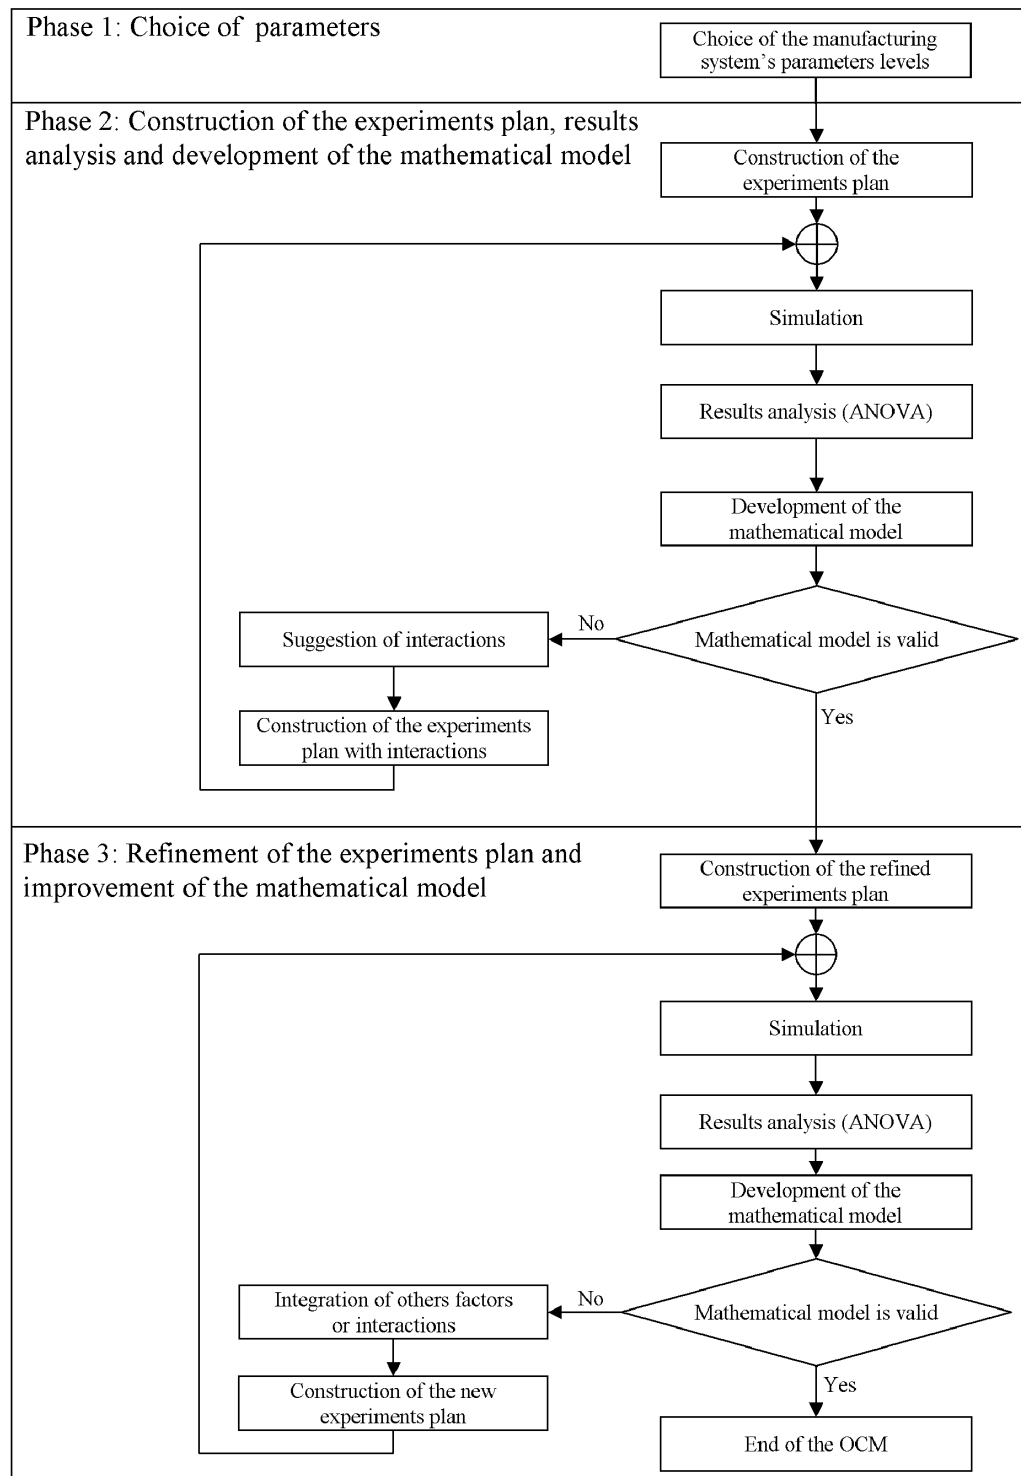 Phase 1: Choice of parameters
Choice of the manufacturing
system's parameters levels
Phase 2: Construction of the experiments plan, results
analysis and development of the mathematical model
Construction of the
experiments plan
Simulation
Results analysis (ANOVA)
Development of the
mathematical model
Mathematical model is valid
No
Suggestion of interactions
Construction of the experiments
plan with interactions
Yes
Phase 3: Refinement of the experiments plan and
improvement of the mathematical model
Construction of the refined
experiments plan
Simulation
Results analysis (ANOVA)
Development of the
mathematical model
Mathematical model is valid
No
Integration of others factors
or interactions
Construction of the new
experiments plan
Yes
End of the OCM